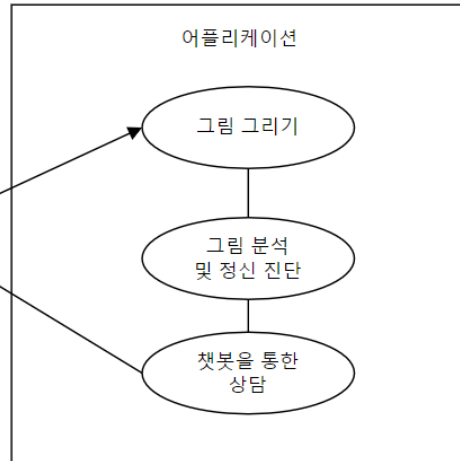 어플리케이션
그림 그리기
그림 분석
및 정신 진단
챗봇을 통한
상담